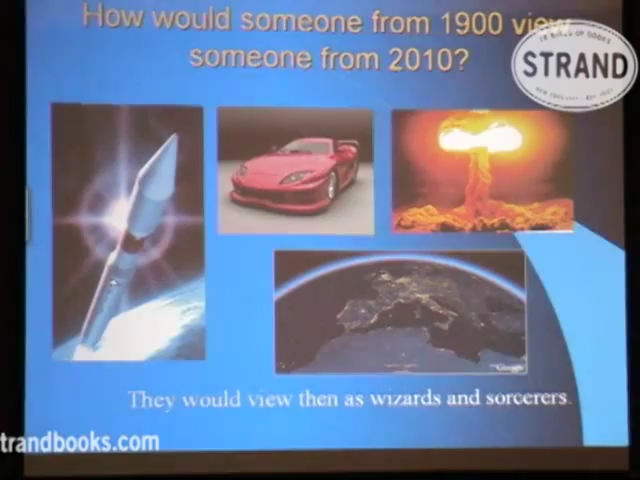 How would someone from 1900 view
someone from 2010?
STRAND
They would view then as wizards and sorcerers.
trandbooks.com